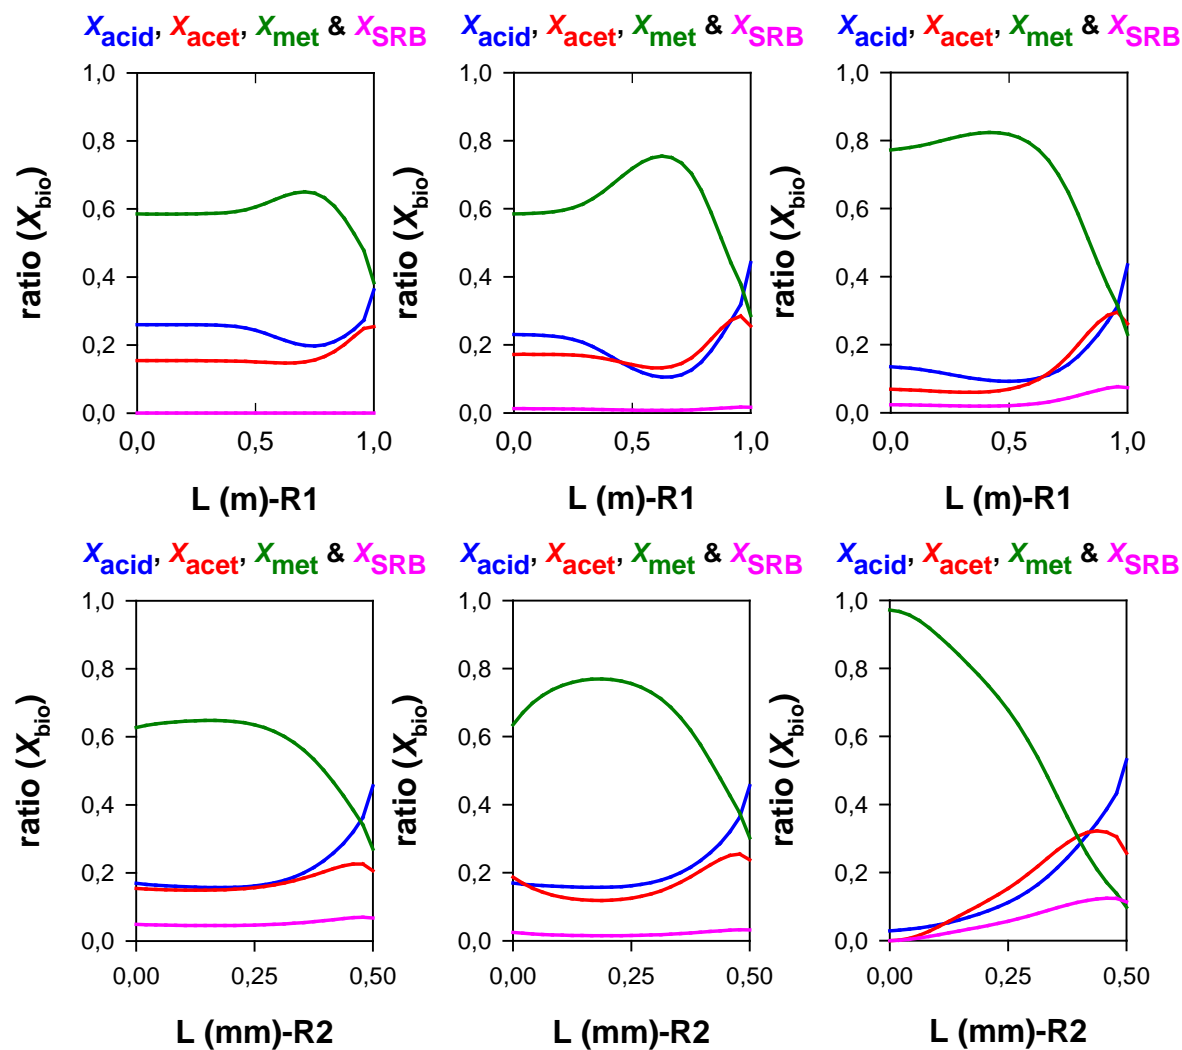 Xacid, Xacet, Xmet & XSRB
1,0
0,8
0,6
0,4
0,2
0,0
ratio (Xbio)
0,0 0,5 1,0
L (m)-R1
Xacid, Xacet, Xmet & XSRB
1,0
0,8
0,6
0,4
0,2
0,0
ratio (Xbio)
0,0 0,5 1,0
L (m)-R1
Xacid, Xacet, Xmet & XSRB
1,0
0,8
0,6
0,4
0,2
0,0
ratio (Xbio)
0,0 0,5 1,0
L (m)-R1
Xacid, Xacet, Xmet & XSRB
1,0
0,8
0,6
0,4
0,2
0,0
ratio (Xbio)
0,00 0,25 0,50
L (mm)-R2
Xacid, Xacet, Xmet & XSRB
1,0
0,8
0,6
0,4
0,2
0,0
ratio (Xbio)
0,00 0,25 0,50
L (mm)-R2
Xacid, Xacet, Xmet & XSRB
1,0
0,8
0,6
0,4
0,2
0,0
ratio (Xbio)
0,00 0,25 0,50
L (mm)-R2